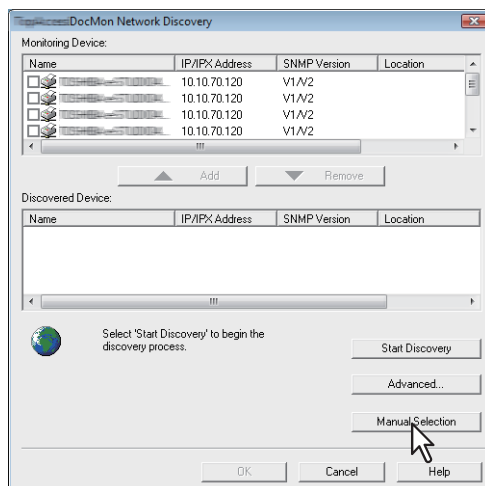 DocMon Network Discovery
Monitoring Device:
Name IP/IPX Address SNMP Version Location
10.10.70.120 V1/V2
10.10.70.120 V1/V2
10.10.70.120 V1/V2
10.10.70.120 V1/V2
Add Remove
Discovered Device:
Name IP/IPX Address SNMP Version Location
Select 'Start Discovery' to begin the
discovery process.
Start Discovery
Advanced...
Manual Selection
OK Cancel Help